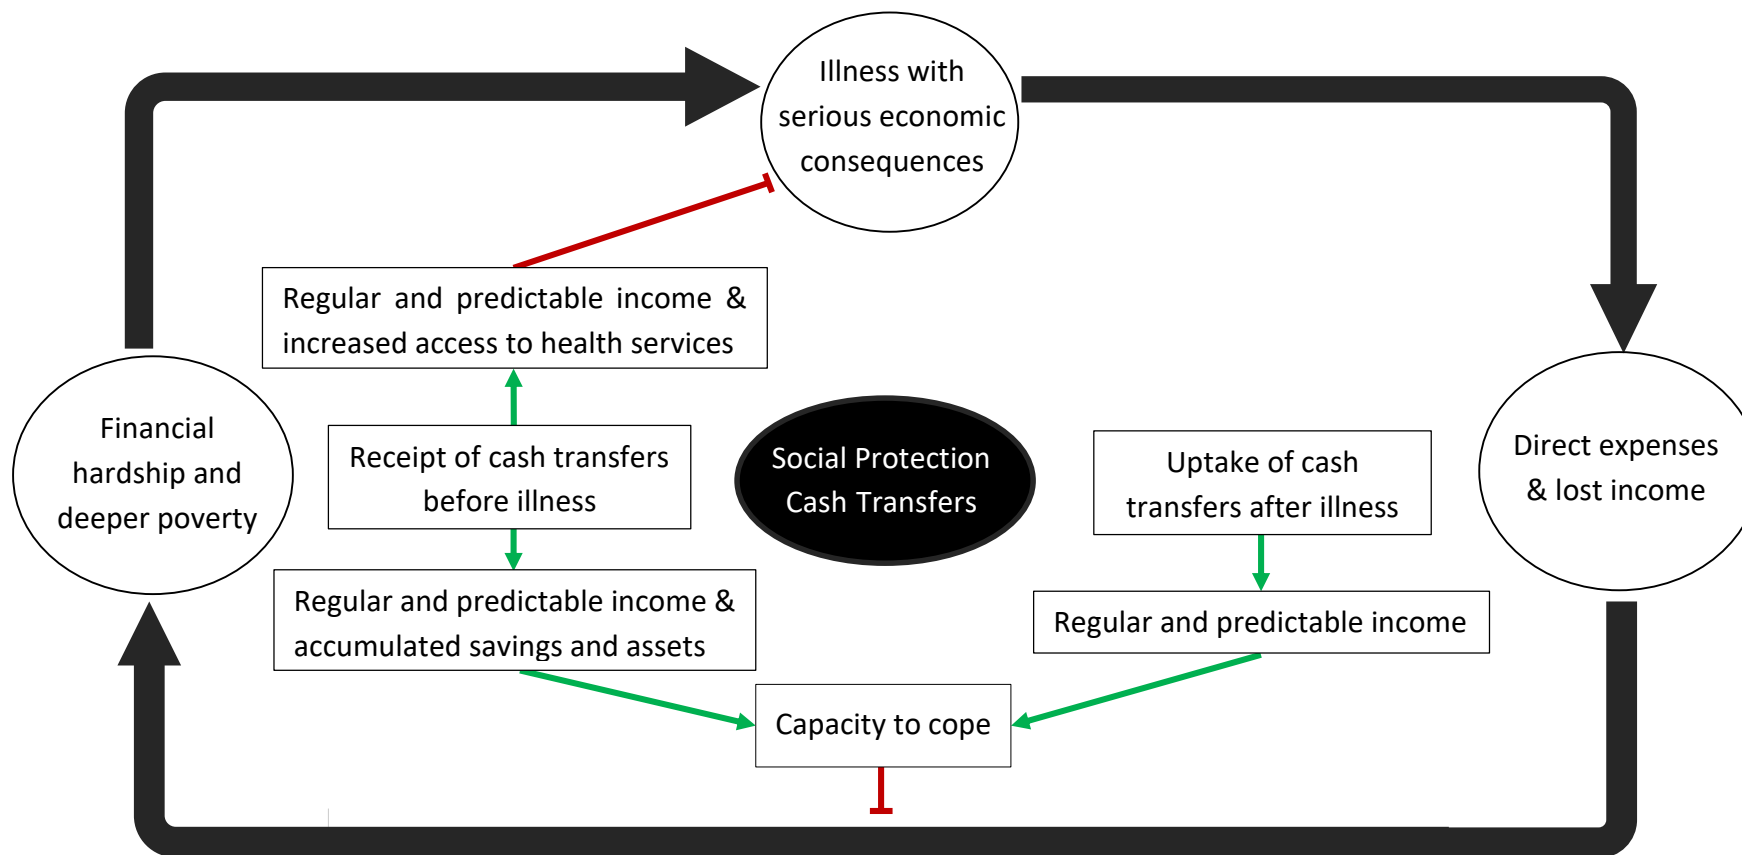 Illness with
serious economic
consequences
Regular and predictable income &
increased access to health services
Financial
hardship and
deeper poverty
Receipt of cash transfers
before illness
Social Protection
Cash Transfers
Uptake of cash
transfers after illness
Direct expenses
& lost income
Regular and predictable income &
accumulated savings and assets
Regular and predictable income
Capacity to cope